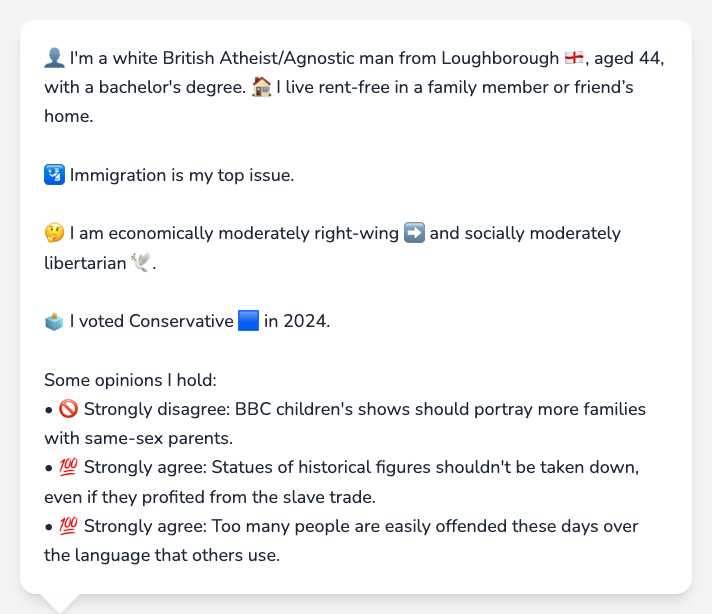 👤 I'm a white British Atheist/Agnostic man from Loughborough 🏴󠁧󠁢󠁥󠁮󠁧󠁿, aged 44,
with a bachelor's degree. 🏠 I live rent-free in a family member or friend’s
home.
🛂 Immigration is my top issue.
🤔 I am economically moderately right-wing ➡️ and socially moderately
libertarian 🕊️.
🗳️ I voted Conservative 🟦 in 2024.
Some opinions I hold:
• 🚫 Strongly disagree: BBC children's shows should portray more families
with same-sex parents.
• 💯 Strongly agree: Statues of historical figures shouldn't be taken down,
even if they profited from the slave trade.
• 💯 Strongly agree: Too many people are easily offended these days over
the language that others use.